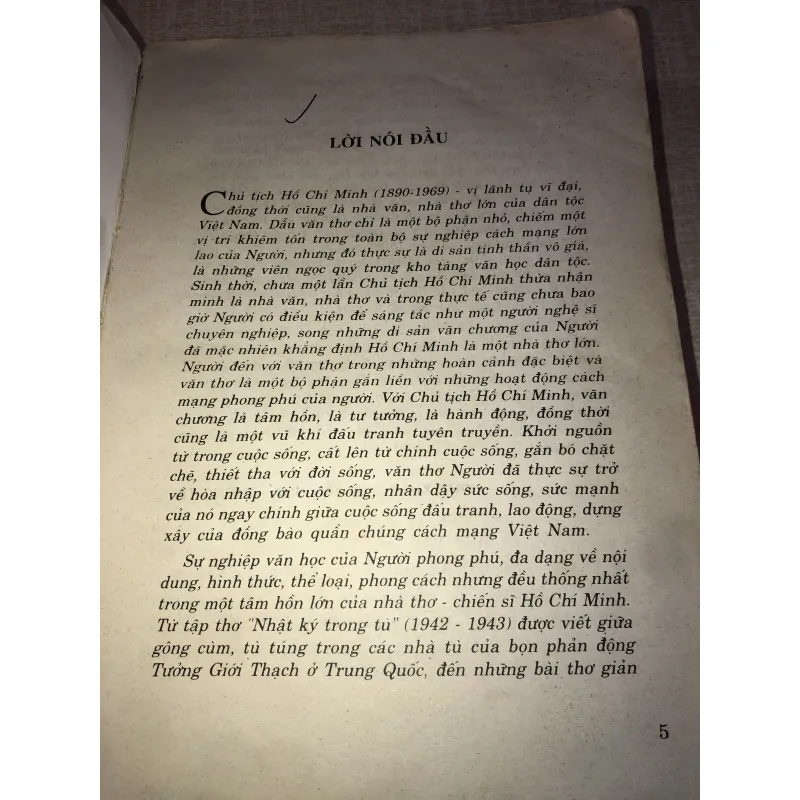 LỜI NÓI ĐẦU
Chủ tịch Hồ Chí Minh (1890-1969) - vị lãnh tụ vĩ đại,
đồng thời cũng là nhà văn, nhà thơ lớn của dân tộc
Việt Nam. Dẫu văn thơ chỉ là một bộ phận nhỏ, chiếm một
vị trí khiêm tốn trong toàn bộ sự nghiệp cách mạng lớn
lao của Người, nhưng đó thực sự là di sản tinh thần vô giá,
là những viên ngọc quý trong kho tàng văn học dân tộc.
Sinh thời, chưa một lần Chủ tịch Hồ Chí Minh thừa nhận
mình là nhà văn, nhà thơ và trong thực tế cũng chưa bao
giờ Người có điều kiện để sáng tác như một người nghệ sĩ
chuyên nghiệp, song những di sản văn chương của Người
đã mặc nhiên khẳng định Hồ Chí Minh là một nhà thơ lớn.
Người đến với văn thơ trong những hoàn cảnh đặc biệt và
văn thơ là một bộ phận gắn liền với những hoạt động cách
mạng phong phú của người. Với Chủ tịch Hồ Chí Minh, văn
chương là tâm hồn, là tư tưởng, là hành động, đồng thời
cũng là một vũ khí đấu tranh tuyên truyền. Khởi nguồn
từ trong cuộc sống, cất lên từ chính cuộc sống, gắn bó chặt
chẽ, thiết tha với đời sống, văn thơ Người đã thực sự trở
về hòa nhập với cuộc sống, nhân dậy sức sống, sức mạnh
của nó ngay chính giữa cuộc sống đấu tranh, lao động, dựng
xây của đồng bào quần chúng cách mạng Việt Nam.
Sự nghiệp văn học của Người phong phú, đa dạng về nội
dung, hình thức, thể loại, phong cách nhưng đều thống nhất
trong một tâm hồn lớn của nhà thơ - chiến sĩ Hồ Chí Minh.
Từ tập thơ "Nhật ký trong tù" (1942 - 1943) được viết giữa
gông cùm, tù túng trong các nhà tù của bọn phản động
Tưởng Giới Thạch ở Trung Quốc, đến những bài thơ giản
5